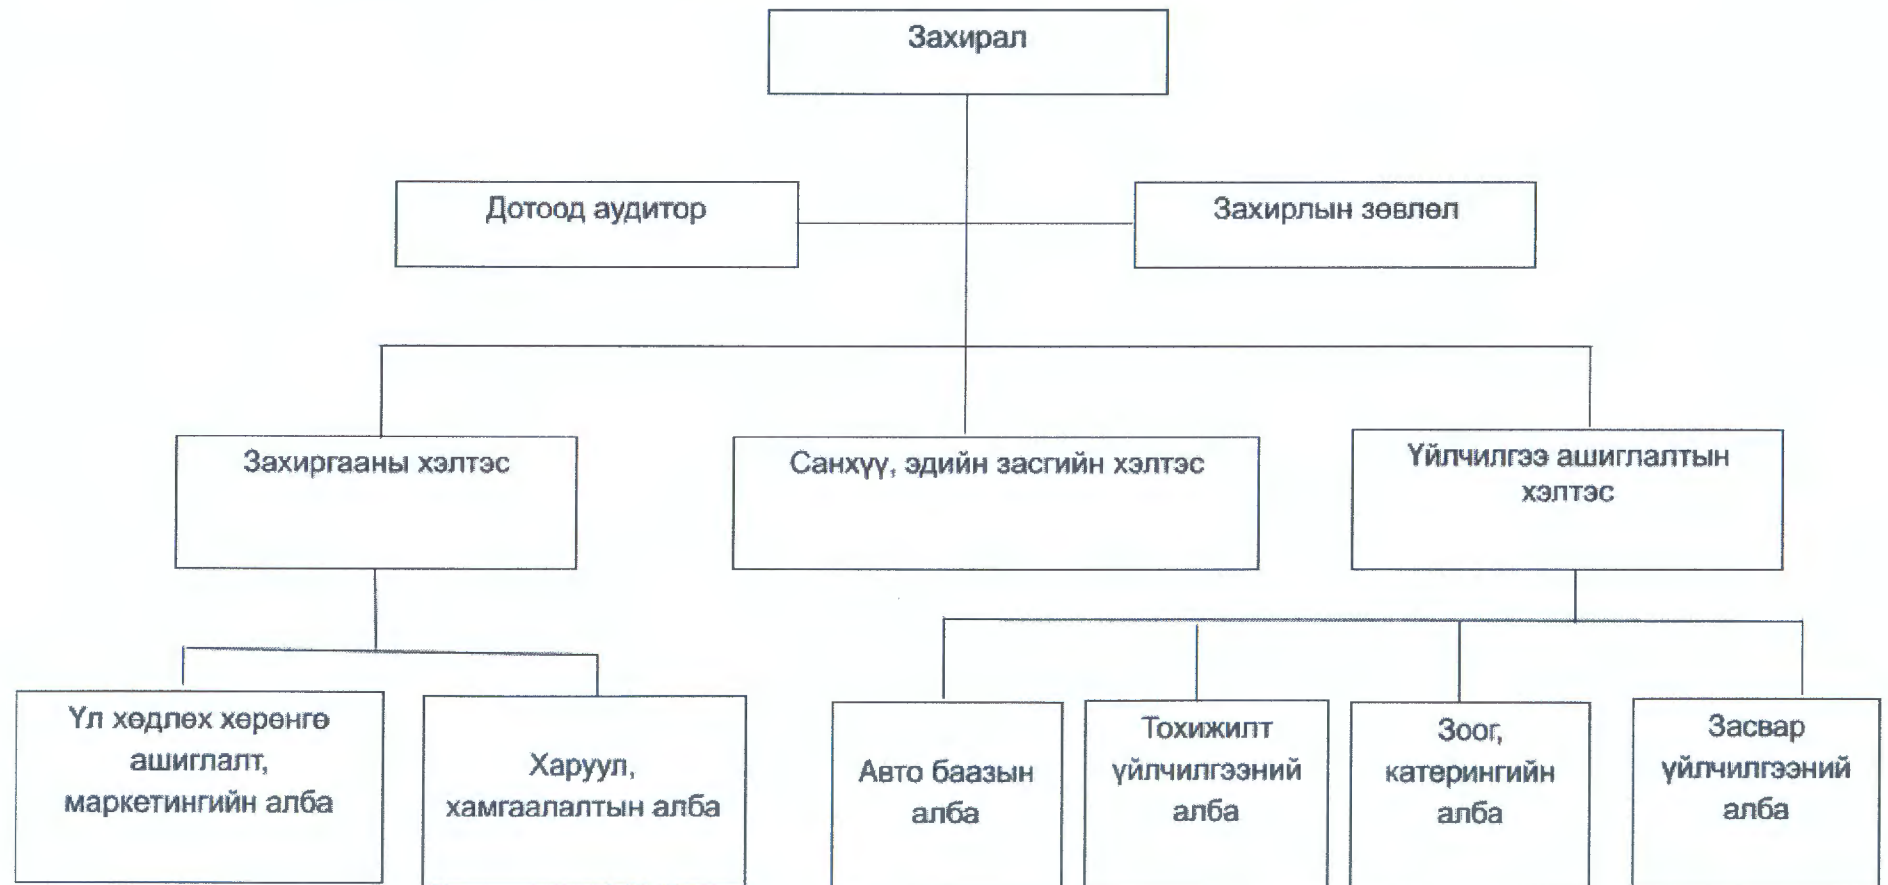 Захирал
Дотоод аудитор
Захирлын зөвлөл
Захиргааны хэлтэс
Санхүү, эдийн засгийн хэлтэс
Үйлчилгээ ашиглалтын
хэлтэс
Үл хөдлөх хөрөнгө
ашиглалт,
маркетингийн алба
Харуул,
хамгаалалтын алба
Авто баазын
алба
Тохижилт
үйлчилгээний
алба
Зоог,
катерингийн
алба
Засвар
үйлчилгээний
алба